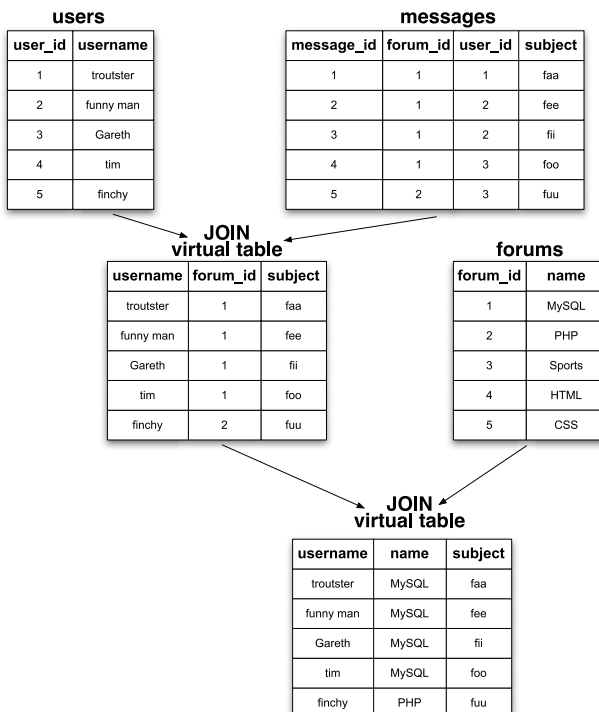 users
user_id username
1 troutster
2 funny man
3 Gareth
4 tim
5 finchy
messages
message_id forum_id user_id subject
1 1 1 faa
2 1 2 fee
3 1 2 fii
4 1 3 foo
5 2 3 fuu
JOIN
virtual table
username forum_id subject
troutster 1 faa
funny man 1 fee
Gareth 1 fii
tim 1 foo
finchy 2 fuu
forums
forum_id name
1 MySQL
2 PHP
3 Sports
4 HTML
5 CSS
JOIN
virtual table
username name subject
troutster MySQL faa
funny man MySQL fee
Gareth MySQL fii
tim MySQL foo
finchy PHP fuu